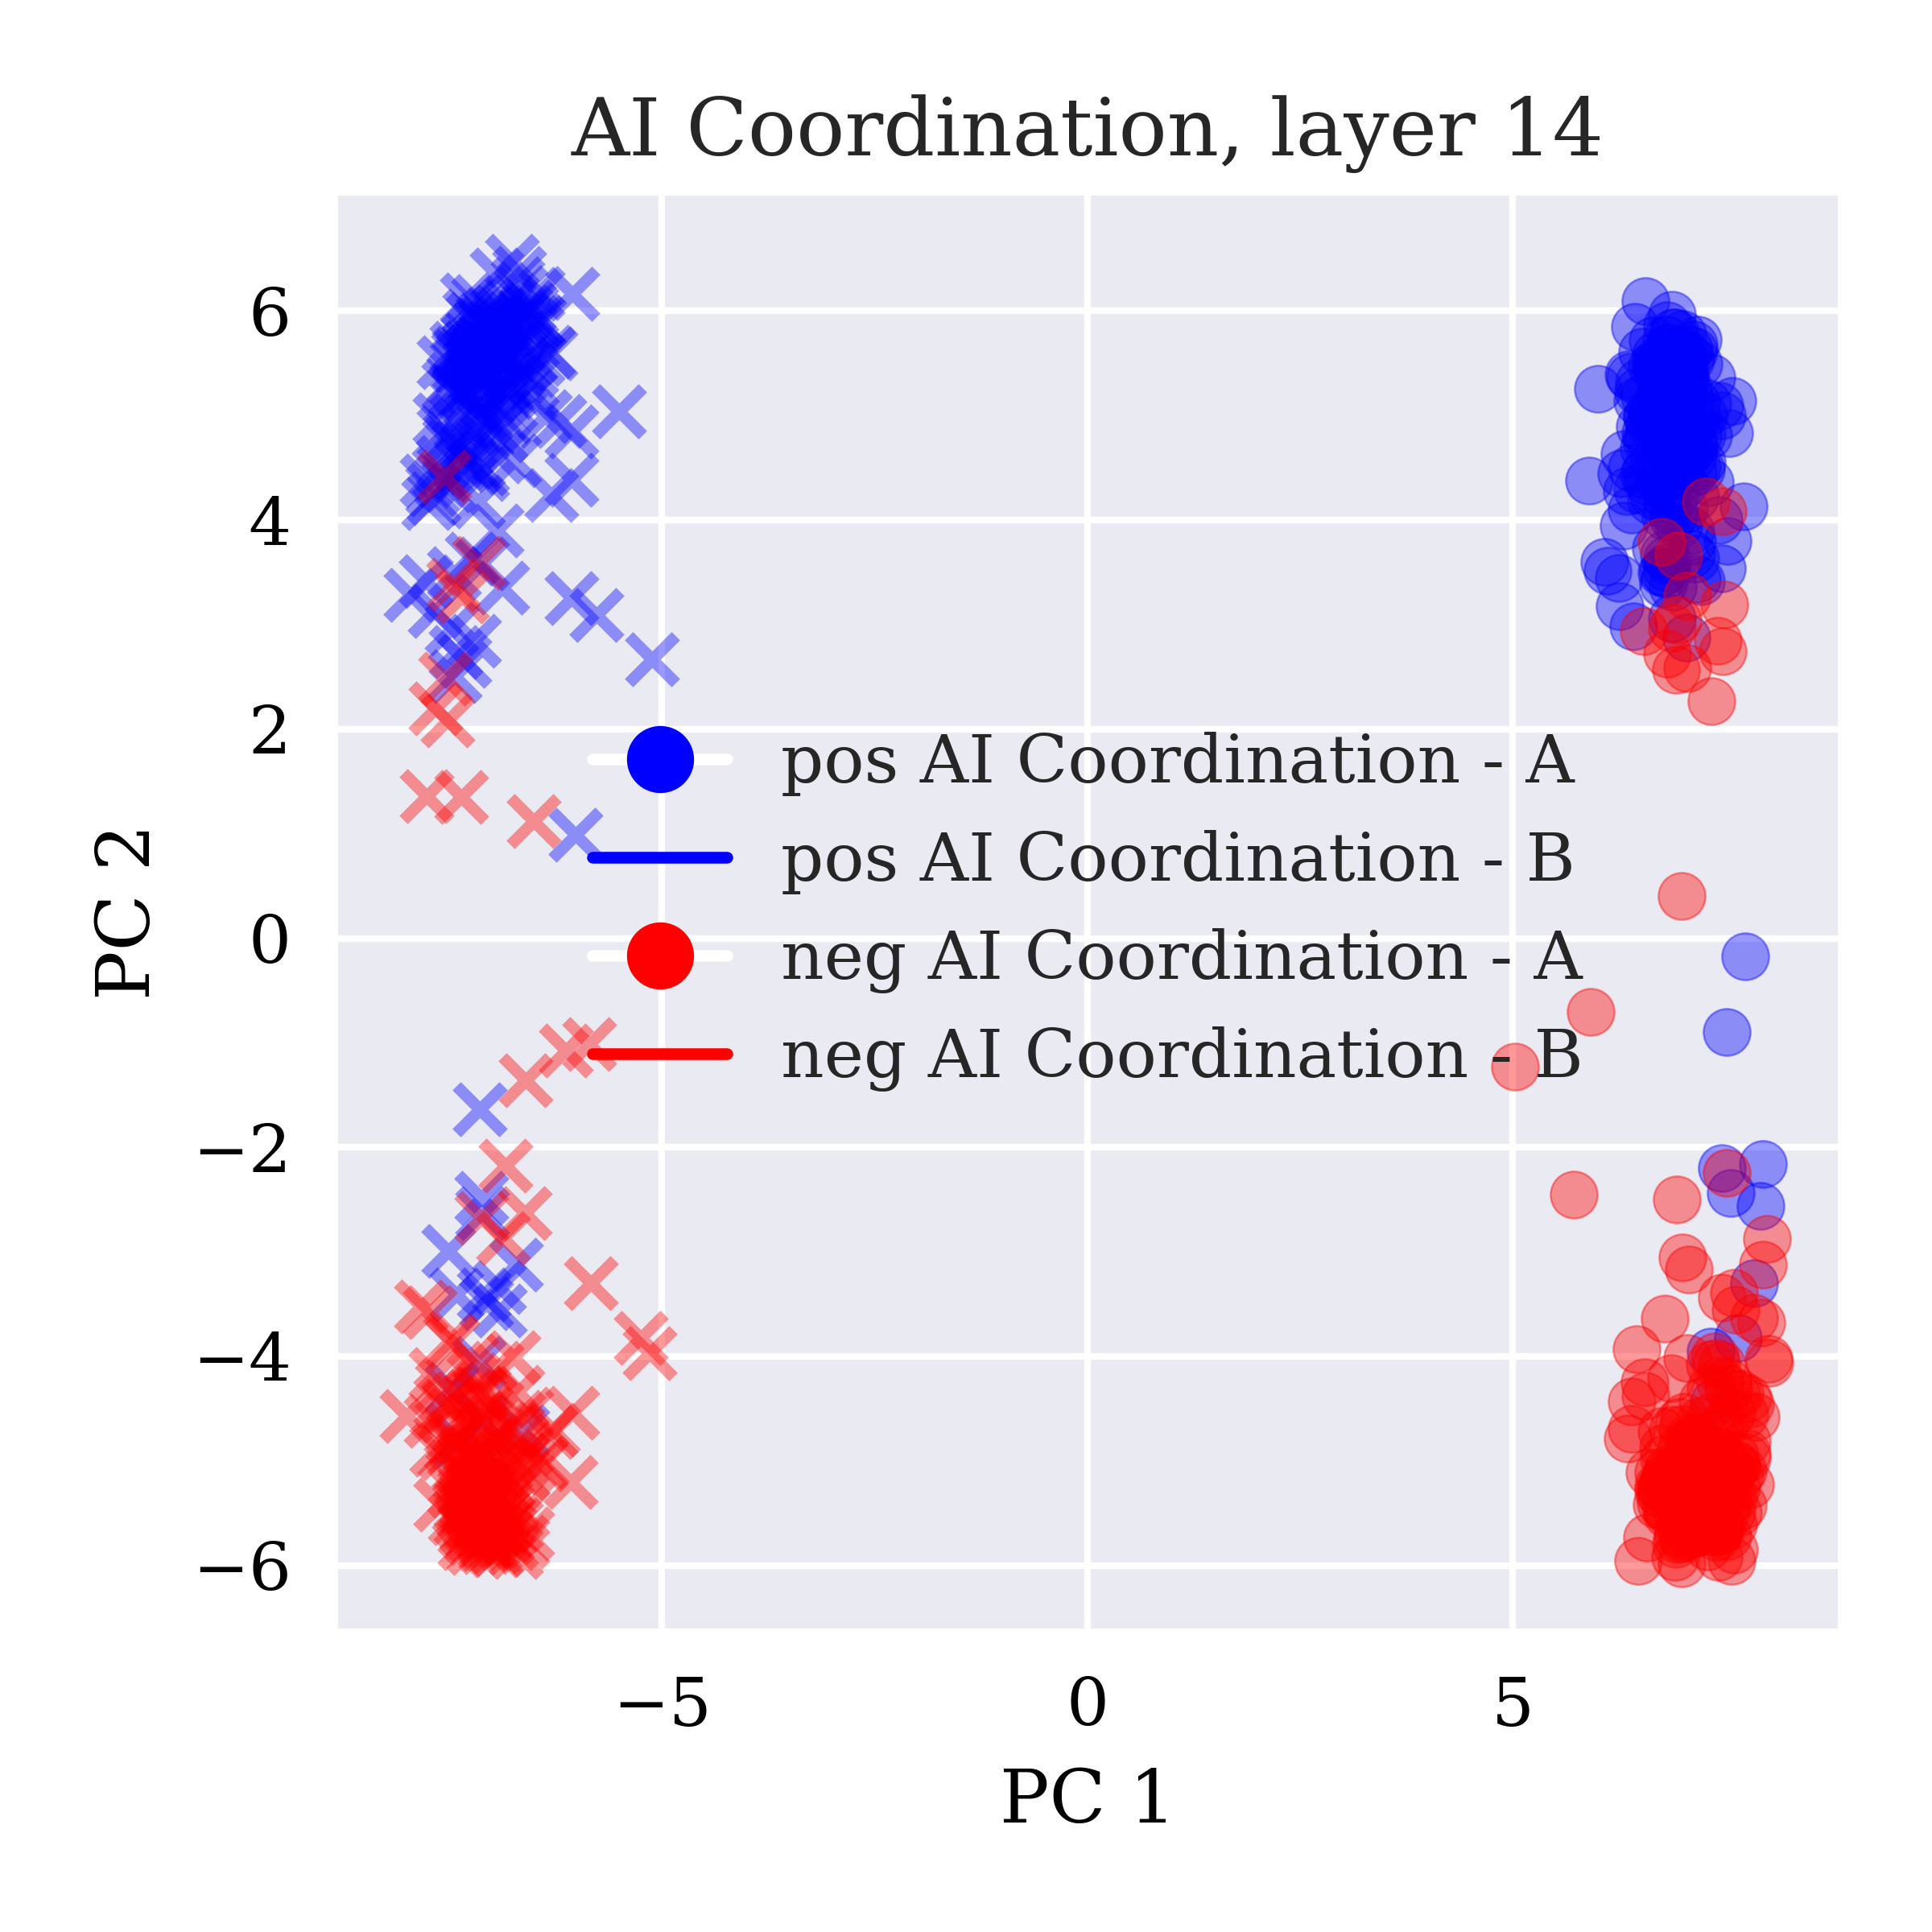 AI Coordination, layer 14
6
4
2
0
−2
−4
−6
PC 2
pos AI Coordination - A
pos AI Coordination - B
neg AI Coordination - A
neg AI Coordination - B
−5 0 5
PC 1